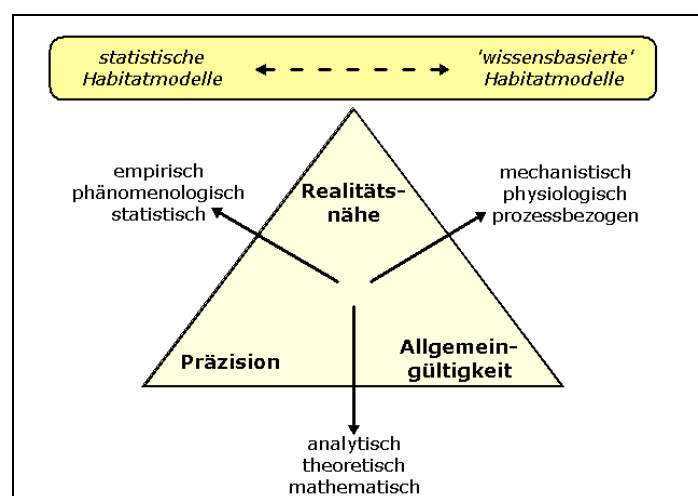 statistische
Habitatmodelle
'wissensbasierte'
Habitatmodelle
empirisch
phänomenologisch
statistisch
Realitäts-
nähe
mechanistisch
physiologisch
prozessbezogen
Präzision
Allgemein-
gültigkeit
analytisch
theoretisch
mathematisch